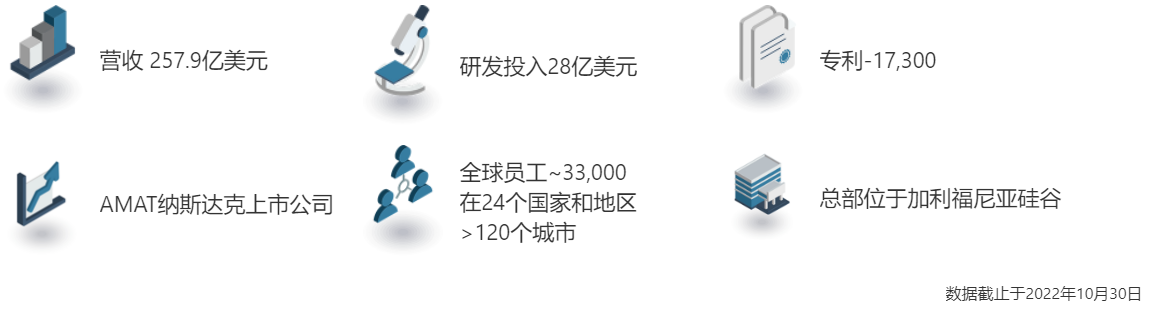 营收 257.9亿美元
研发投入28亿美元
专利-17,300
AMAT纳斯达克上市公司
全球员工~33,000
在24个国家和地区
>120个城市
总部位于加利福尼亚硅谷
数据截止于2022年10月30日